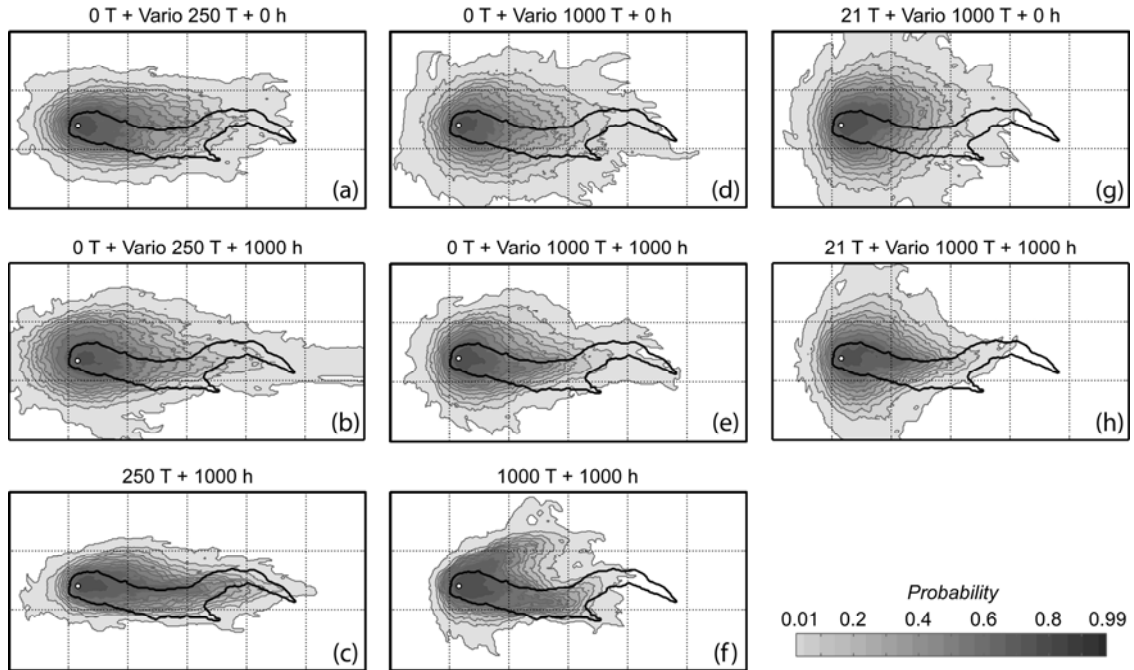 0 T + Vario 250 T + 0 h
0 T + Vario 1000 T + 0 h
21 T + Vario 1000 T + 0 h
(a)
(d)
(g)
0 T + Vario 250 T + 1000 h
0 T + Vario 1000 T + 1000 h
21 T + Vario 1000 T + 1000 h
(b)
(e)
(h)
250 T + 1000 h
1000 T + 1000 h
(c)
(f)
Probability
0.01 0.2 0.4 0.6 0.8 0.99